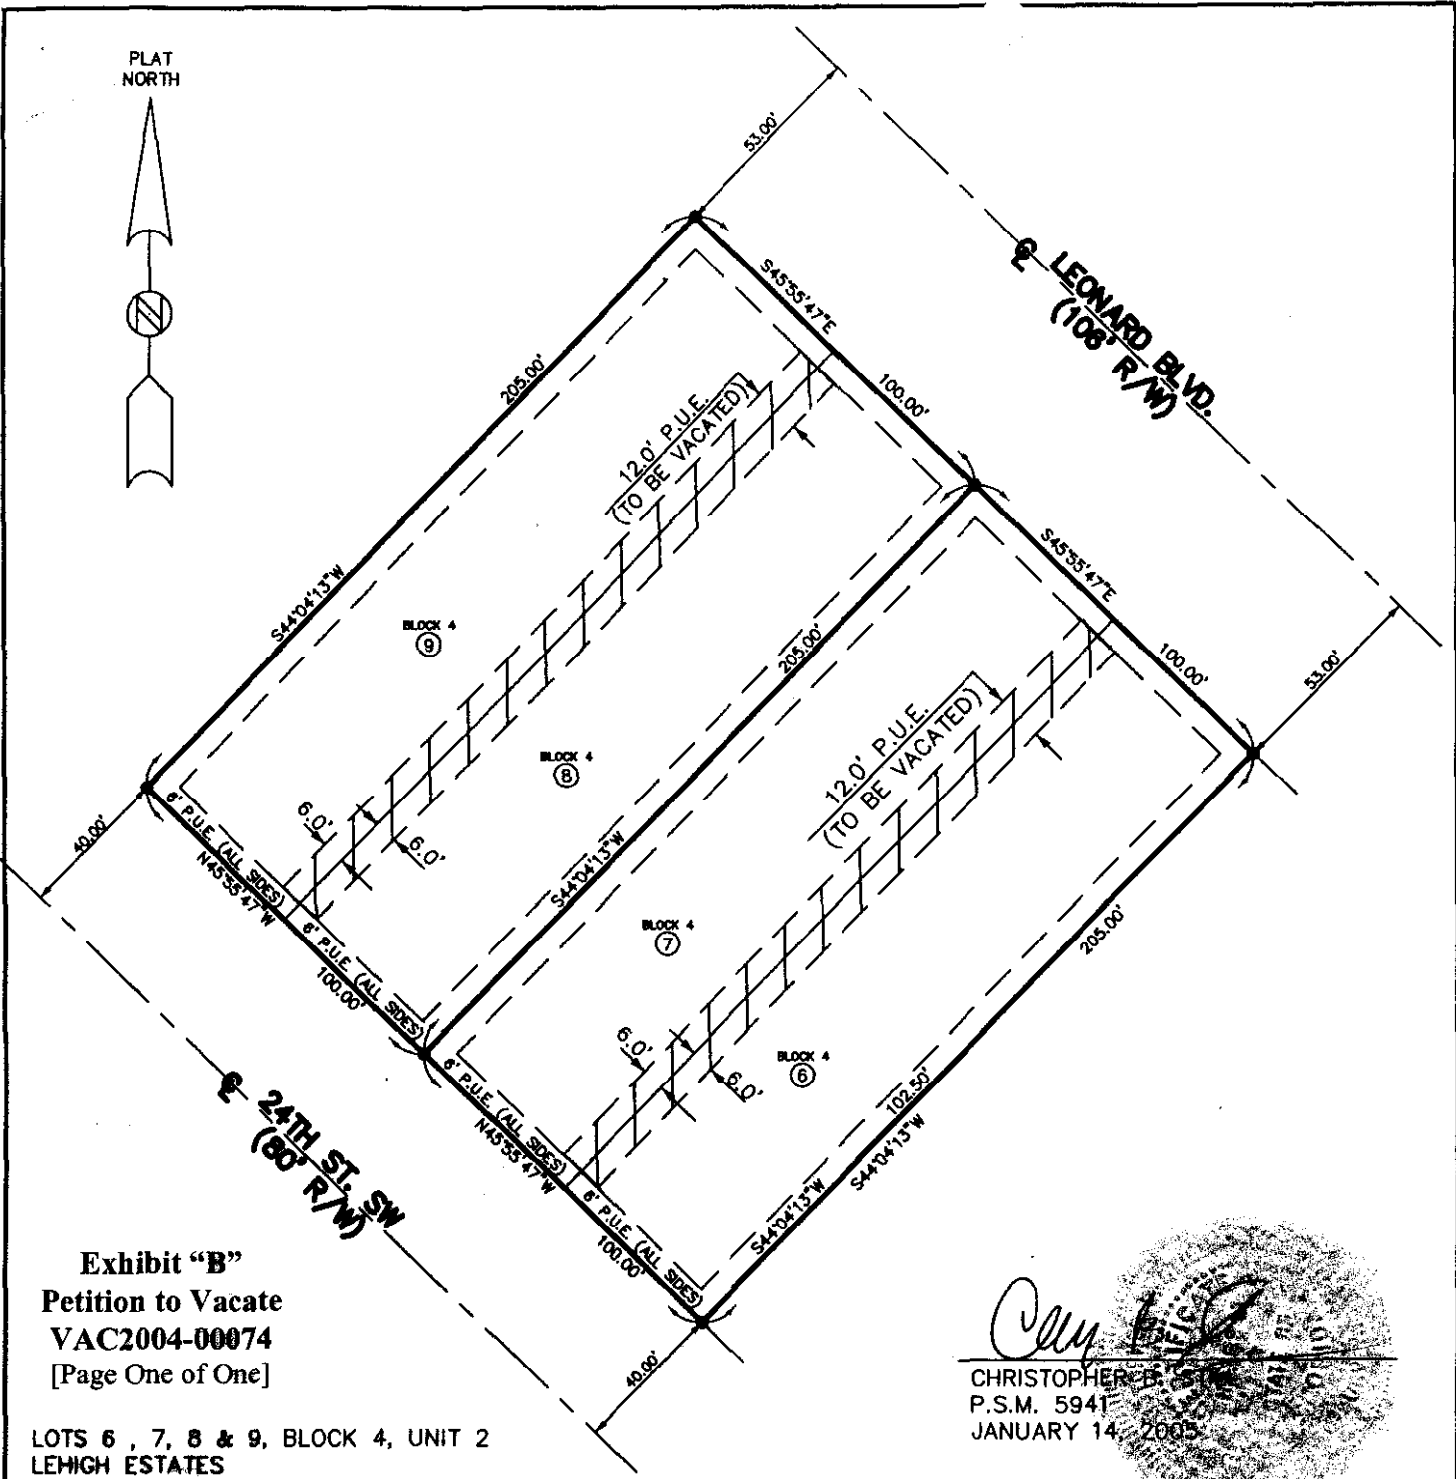 PLAT
NORTH
N
53.00'
S45°55'47"E
LEONARD BLVD.
(106' R/W)
205.00'
100.00'
12.0' P.U.E.
(TO BE VACATED)
S44°04'13"W
S45°55'47"E
BLOCK 4
9
205.00'
100.00'
53.00'
12.0' P.U.E.
(TO BE VACATED)
BLOCK 4
8
40.00'
6' P.U.E. (ALL SIDES)
N45°55'47"W
6.0'
6.0'
S44°04'13"W
6' P.U.E. (ALL SIDES)
100.00'
BLOCK 4
7
205.00'
6.0'
6.0'
BLOCK 4
6
102.50'
S44°04'13"W
24TH ST. SW
(80' R/W)
6' P.U.E. (ALL SIDES)
N45°55'47"W
6' P.U.E. (ALL SIDES)
100.00'
S44°04'13"W
40.00'
Exhibit “B”
Petition to Vacate
VAC2004-00074
[Page One of One]
LOTS 6 , 7, 8 & 9, BLOCK 4, UNIT 2
LEHIGH ESTATES
CHRISTOPHER
P.S.M. 5941
JANUARY 14, 2005